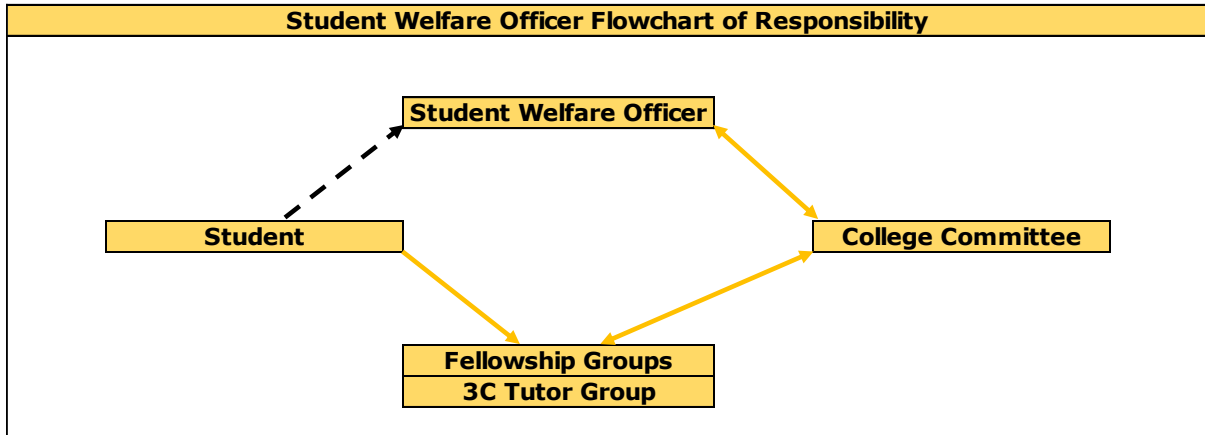 Student Welfare Officer Flowchart of Responsibility
Student Welfare Officer
Student
College Committee
Fellowship Groups
3C Tutor Group